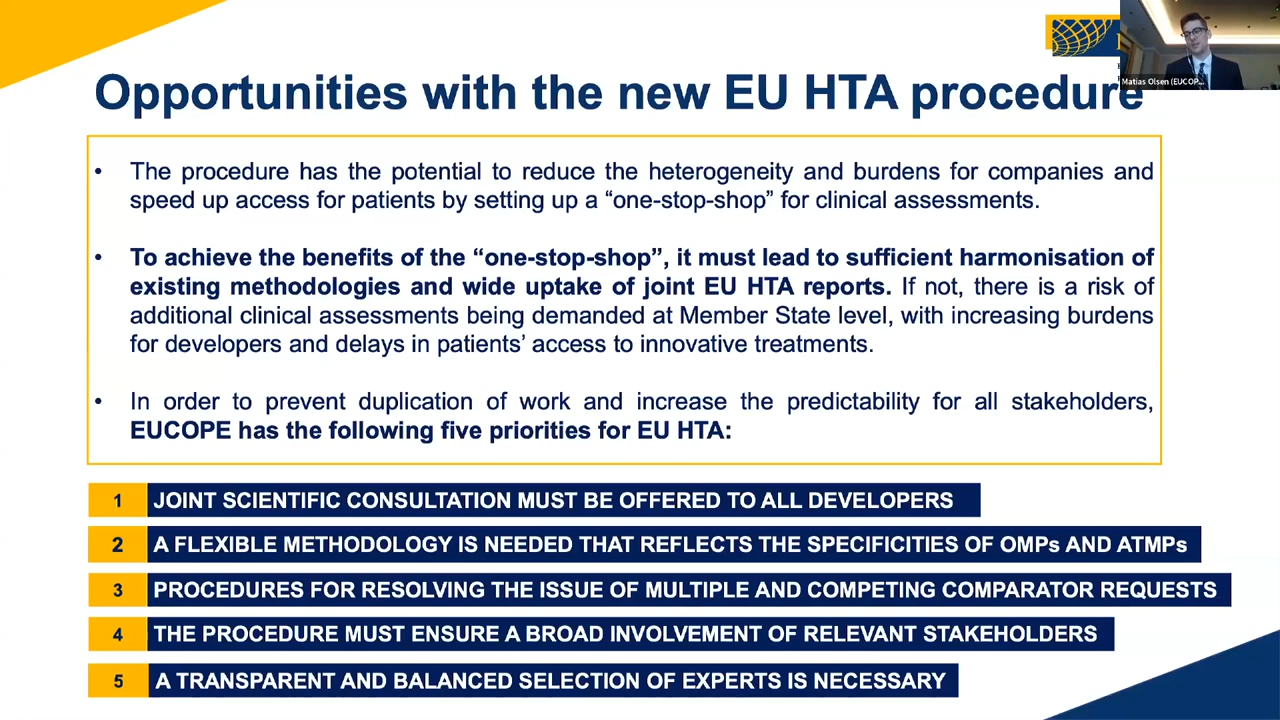 Opportunities with the new EU HTA procedure
Matias Olsen (EUCOP...
• The procedure has the potential to reduce the heterogeneity and burdens for companies and
speed up access for patients by setting up a “one-stop-shop” for clinical assessments.
• To achieve the benefits of the “one-stop-shop”, it must lead to sufficient harmonisation of
existing methodologies and wide uptake of joint EU HTA reports. If not, there is a risk of
additional clinical assessments being demanded at Member State level, with increasing burdens
for developers and delays in patients’ access to innovative treatments.
• In order to prevent duplication of work and increase the predictability for all stakeholders,
EUCOPE has the following five priorities for EU HTA:
1 JOINT SCIENTIFIC CONSULTATION MUST BE OFFERED TO ALL DEVELOPERS
2 A FLEXIBLE METHODOLOGY IS NEEDED THAT REFLECTS THE SPECIFICITIES OF OMPs AND ATMPs
3 PROCEDURES FOR RESOLVING THE ISSUE OF MULTIPLE AND COMPETING COMPARATOR REQUESTS
4 THE PROCEDURE MUST ENSURE A BROAD INVOLVEMENT OF RELEVANT STAKEHOLDERS
5 A TRANSPARENT AND BALANCED SELECTION OF EXPERTS IS NECESSARY